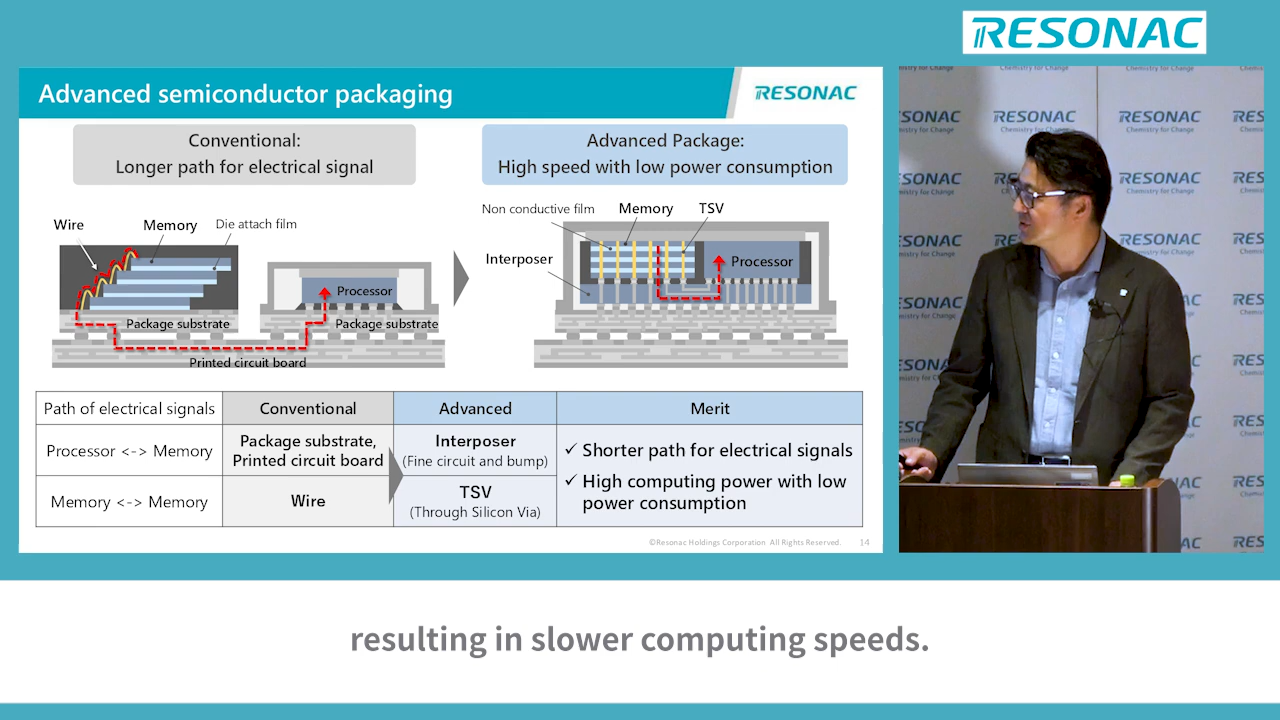 RESONAC
Advanced semiconductor packaging
RESONAC
Conventional:
Longer path for electrical signal
Advanced Package:
High speed with low power consumption
Wire
Memory
Die attach film
Processor
Package substrate
Package substrate
Printed circuit board
Non conductive film
Memory
TSV
Interposer
Processor
Path of electrical signals
Conventional
Advanced
Merit
Processor <-> Memory
Package substrate,
Printed circuit board
Interposer
(Fine circuit and bump)
✓ Shorter path for electrical signals
✓ High computing power with low
power consumption
Memory <-> Memory
Wire
TSV
(Through Silicon Via)
©Resonac Holdings Corporation All Rights Reserved.
14
RESONAC
Chemistry for Change
RESONAC
Chemistry for Change
resulting in slower computing speeds.